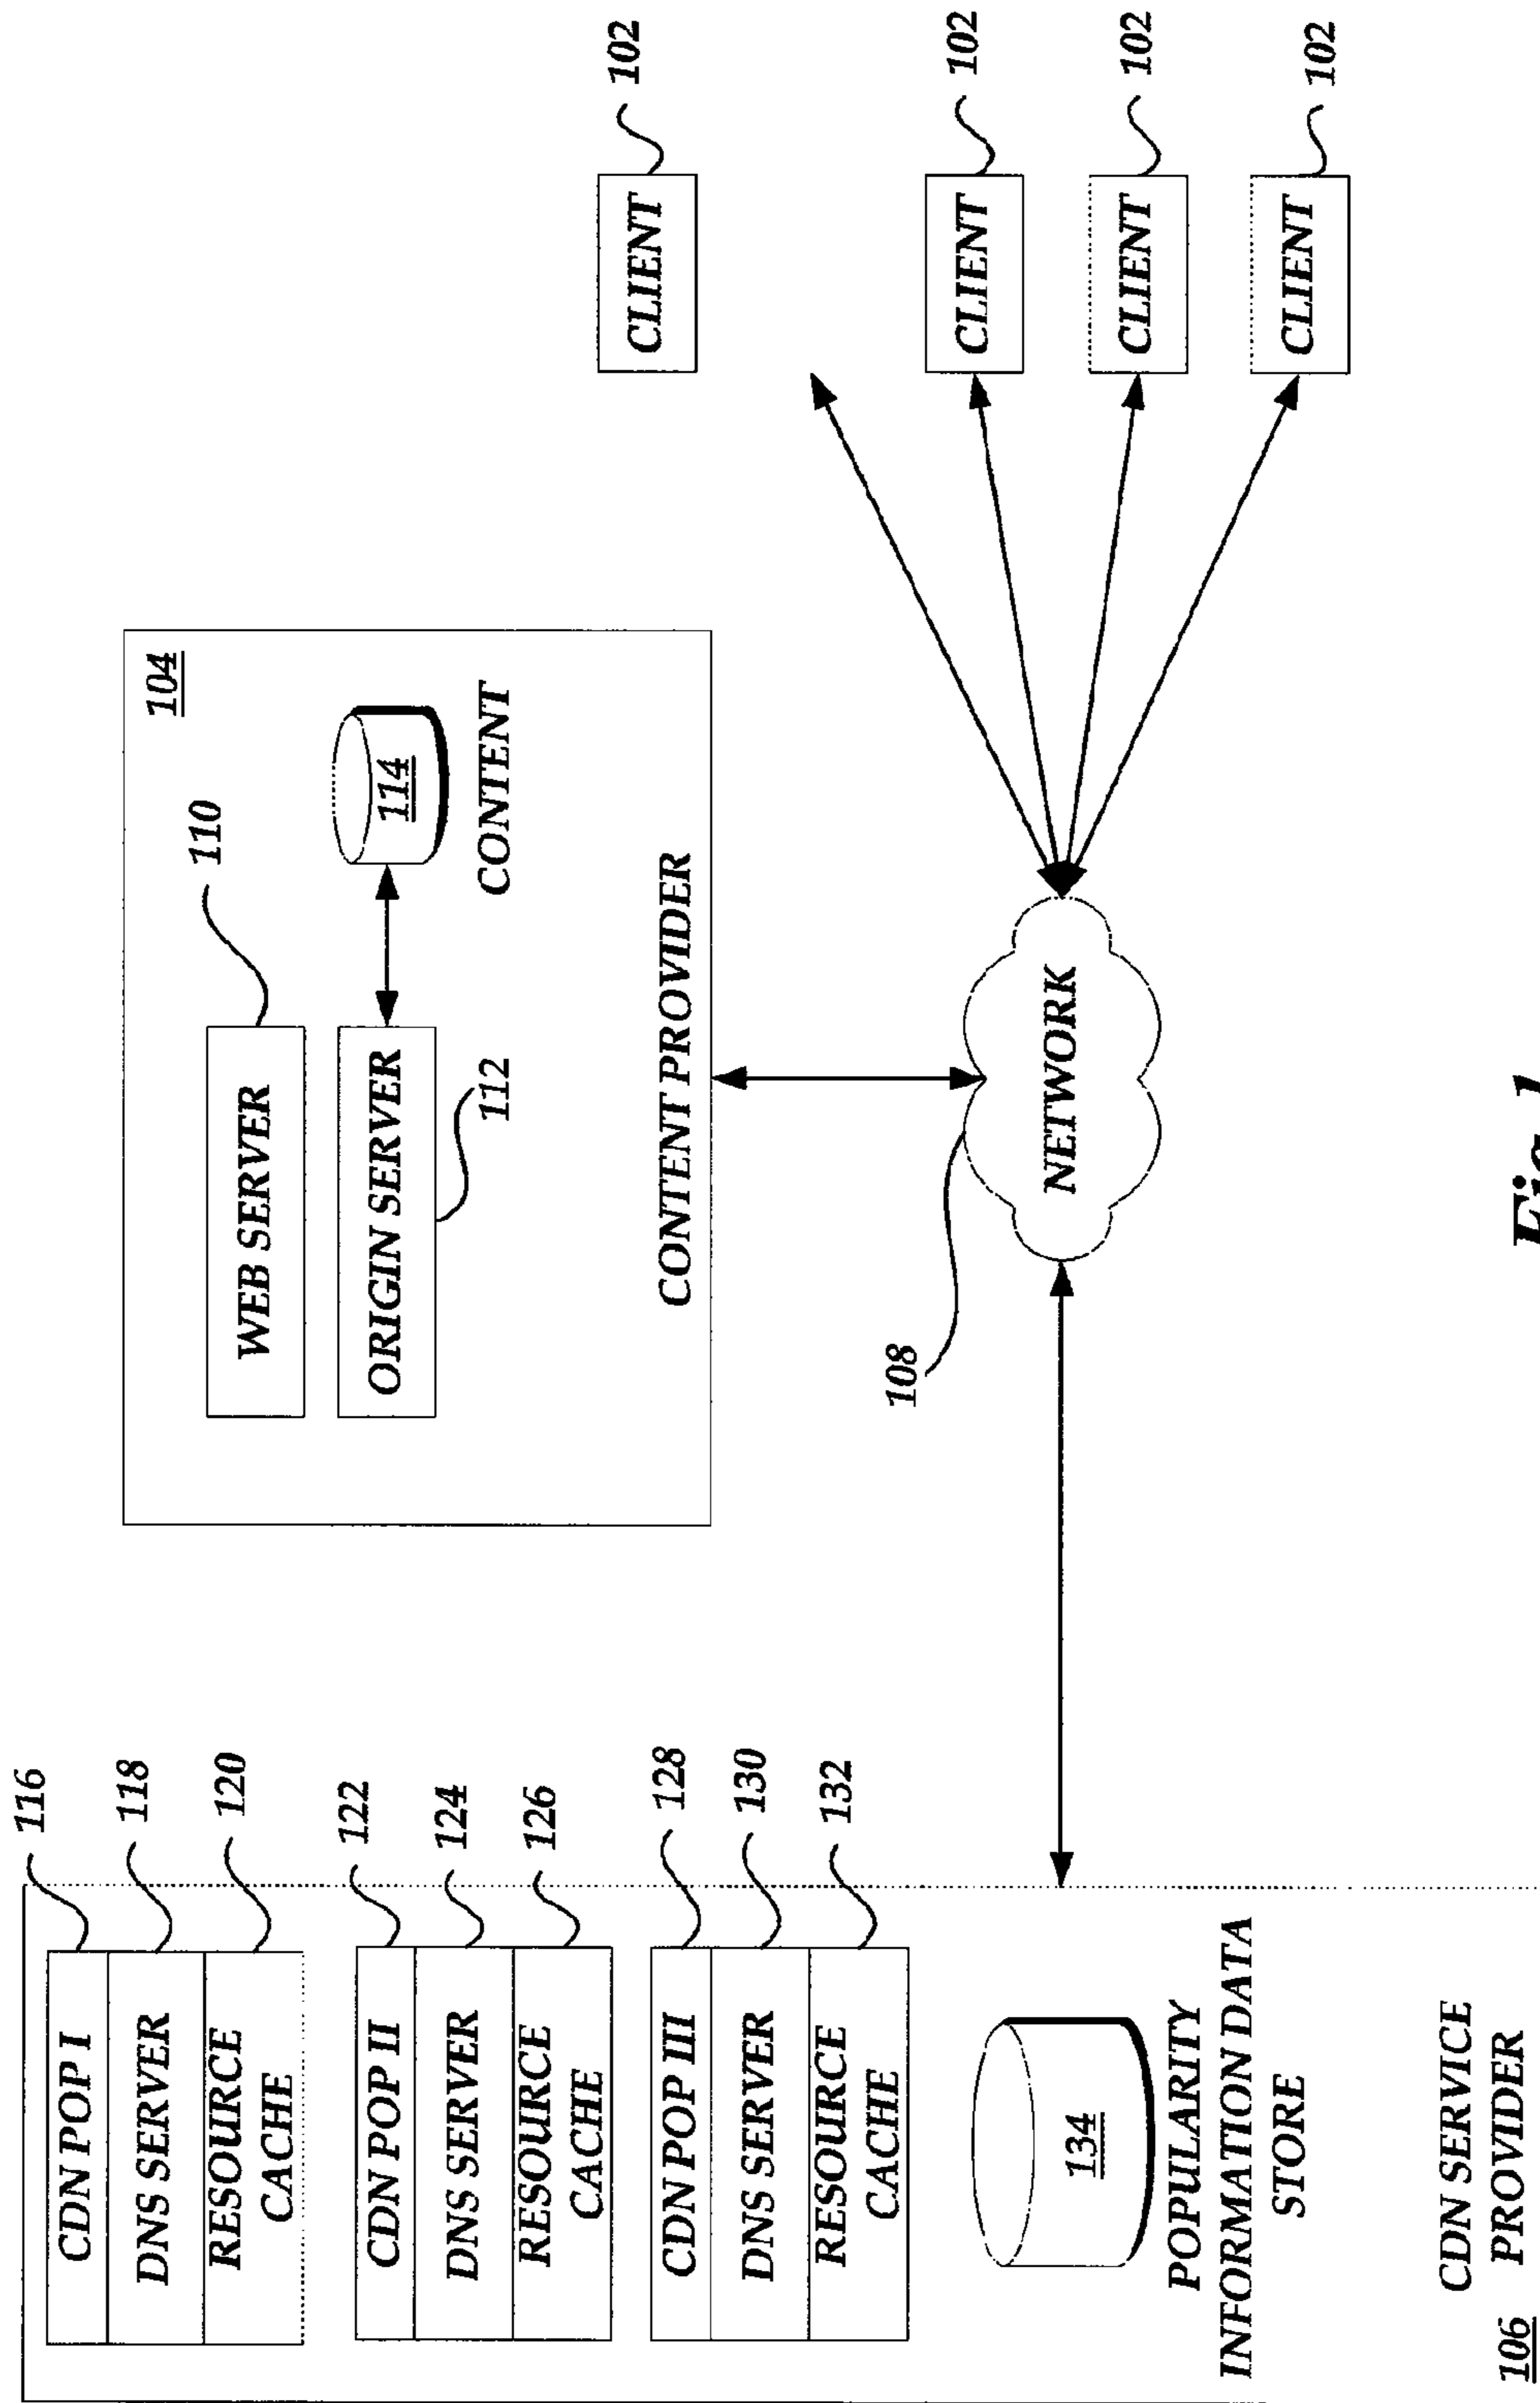 116
CDN POP I
118
DNS SERVER
120
RESOURCE
CACHE
122
CDN POP II
124
DNS SERVER
126
RESOURCE
CACHE
128
CDN POP III
130
DNS SERVER
132
RESOURCE
CACHE
134
POPULARITY
INFORMATION DATA
STORE
CDN SERVICE
106 PROVIDER
104
110
WEB SERVER
ORIGIN SERVER
112
114
CONTENT
CONTENT PROVIDER
108
NETWORK
CLIENT
102
CLIENT
102
CLIENT
102
CLIENT
102
Fig.1.